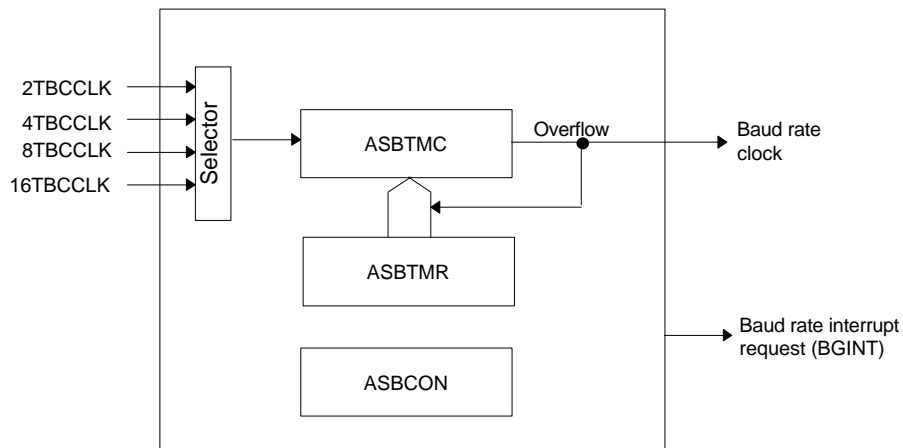 2TBCCLK
4TBCCLK
8TBCCLK
16TBCCLK
Selector
ASBTMC
Overflow
Baud rate
clock
ASBTMR
ASBCON
Baud rate interrupt
request (BGINT)